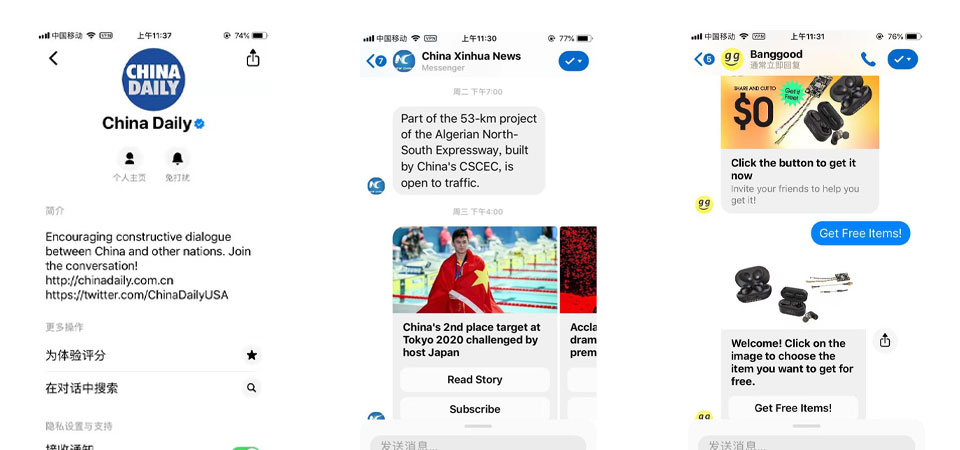 中国移动 VPN 上午11:37 74%
CHINA
DAILY
China Daily
个人主页 免打扰
简介
Encouraging constructive dialogue
between China and other nations. Join
the conversation!
http://chinadaily.com.cn
https://twitter.com/ChinaDailyUSA
更多操作
为体验评分
在对话中搜索
隐私设置与支持
接收通知
中国移动 VPN 上午11:30 77%
7
China Xinhua News
Messenger
周二 下午7:00
Part of the 53-km project
of the Algerian North-
South Expressway, built
by China's CSCEC, is
open to traffic.
周三 下午4:00
China's 2nd place target at
Tokyo 2020 challenged by
host Japan
Read Story
Subscribe
Accla
dram
prem
发送消息...
中国移动 VPN 上午11:31 76%
5
gg
Banggood
通常立即回复
SHARE AND CUT TO
$0
Get it
Free!
Click the button to get it
now
Invite your friends to help you
get it!
gg
Get Free Items!
Welcome! Click on the
image to choose the
item you want to get for
free.
Get Free Items!
gg
发送消息...